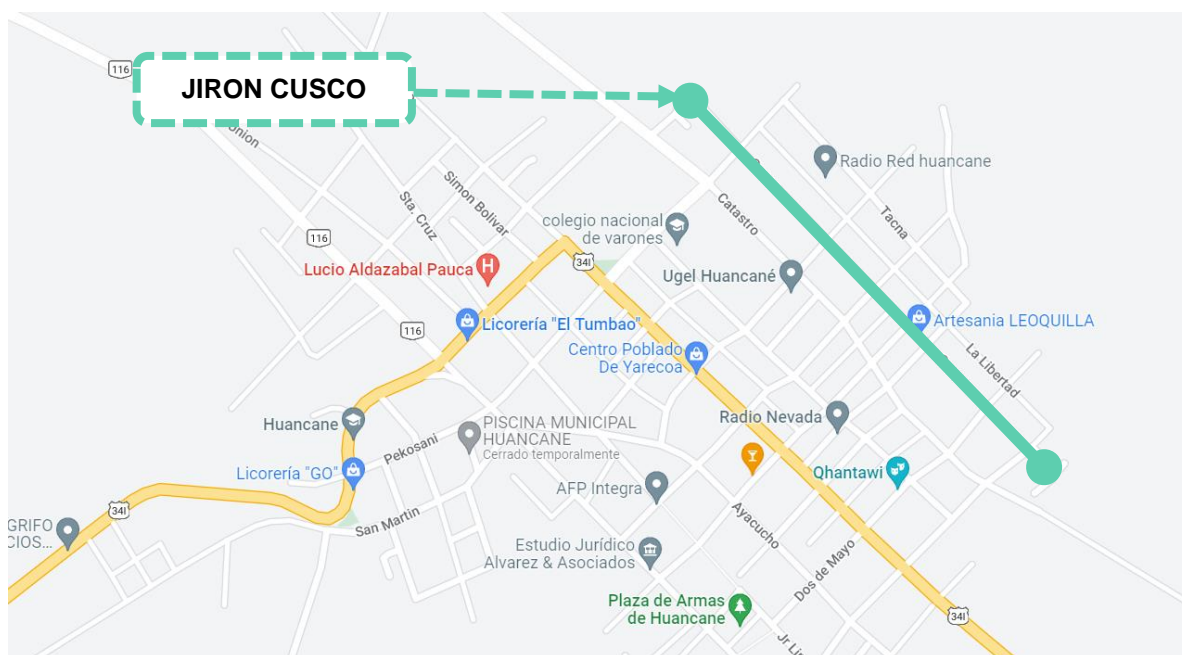 116
JIRON CUSCO
Union
Radio Red huancane
Simon Bolivar
Sta. Cruz
Catastro
Tacna
colegio nacional
de varones
116
34I
Lucio Aldazabal Pauca
H
Ugel Huancané
Licorería "El Tumbao"
116
Artesania LEOQUILLA
Centro Poblado
De Yarecoa
La Libertad
Huancane
PISCINA MUNICIPAL
HUANCANE
Cerrado temporalmente
Radio Nevada
Pekosani
Licorería "GO"
Qhantawi
AFP Integra
34I
San Martin
Ayacucho
GRIFO
CIOS...
Estudio Jurídico
Alvarez & Asociados
Dos de Mayo
Plaza de Armas
de Huancane
34I